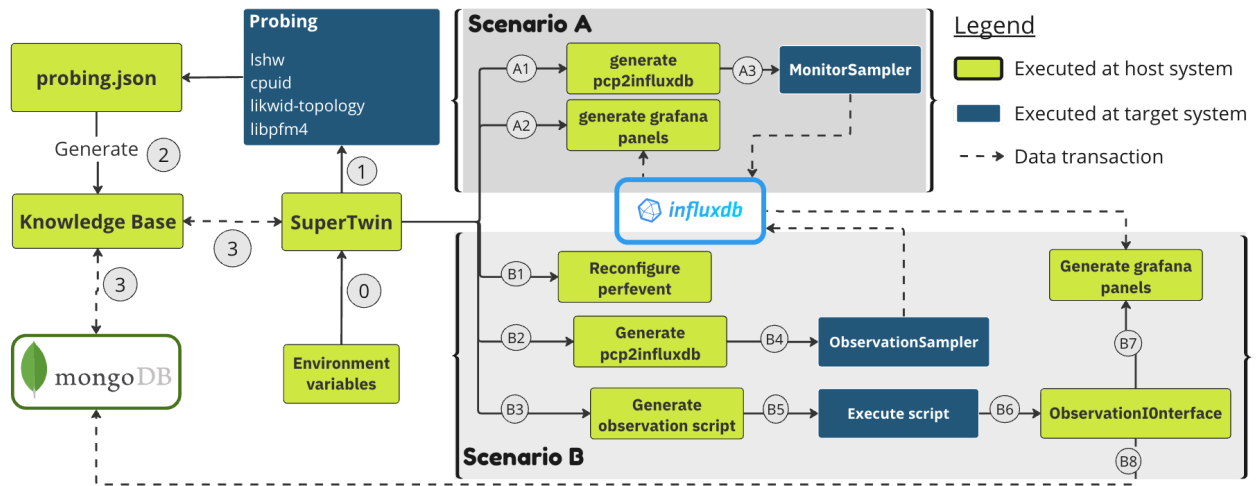 Probing
lshw
cpuid
likwid-topology
libpfm4
probing.json
Generate
2
1
Knowledge Base
3
SuperTwin
3
0
mongoDB
Environment
variables
Scenario A
A1
generate
pcp2influxdb
A3
MonitorSampler
A2
generate grafana
panels
influxdb
Legend
Executed at host system
Executed at target system
Data transaction
B1
Reconfigure
perfevent
Generate grafana
panels
B2
Generate
pcp2influxdb
B4
ObservationSampler
B7
B3
Generate
observation script
B5
Execute script
B6
ObservationIOnterface
Scenario B
B8